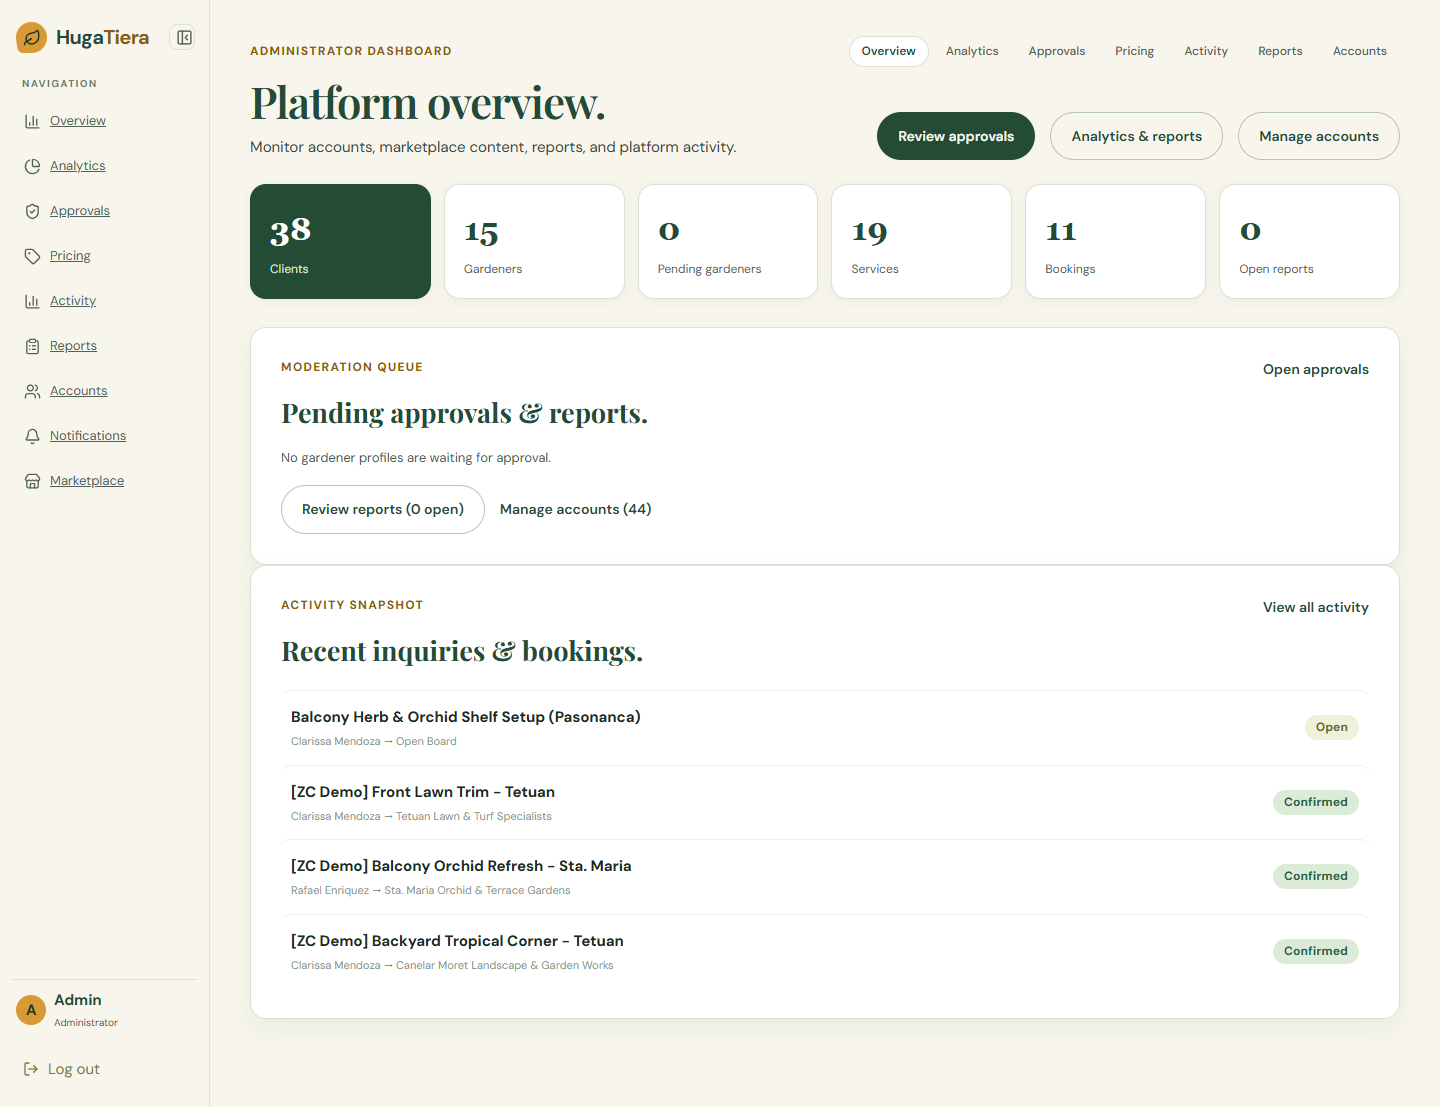 HugaTiera
NAVIGATION
Overview
Analytics
Approvals
Pricing
Activity
Reports
Accounts
Notifications
Marketplace
A
Admin
Administrator
Log out
ADMINISTRATOR DASHBOARD
Overview Analytics Approvals Pricing Activity Reports Accounts
Platform overview.
Monitor accounts, marketplace content, reports, and platform activity.
Review approvals Analytics & reports Manage accounts
38 15 0 19 11 0
Clients Gardeners Pending gardeners Services Bookings Open reports
MODERATION QUEUE
Open approvals
Pending approvals & reports.
No gardener profiles are waiting for approval.
Review reports (0 open) Manage accounts (44)
ACTIVITY SNAPSHOT
View all activity
Recent inquiries & bookings.
Balcony Herb & Orchid Shelf Setup (Pasonanca)
Clarissa Mendoza → Open Board
Open
[ZC Demo] Front Lawn Trim – Tetuan
Clarissa Mendoza → Tetuan Lawn & Turf Specialists
Confirmed
[ZC Demo] Balcony Orchid Refresh – Sta. Maria
Rafael Enriquez → Sta. Maria Orchid & Terrace Gardens
Confirmed
[ZC Demo] Backyard Tropical Corner – Tetuan
Clarissa Mendoza → Canelar Moret Landscape & Garden Works
Confirmed